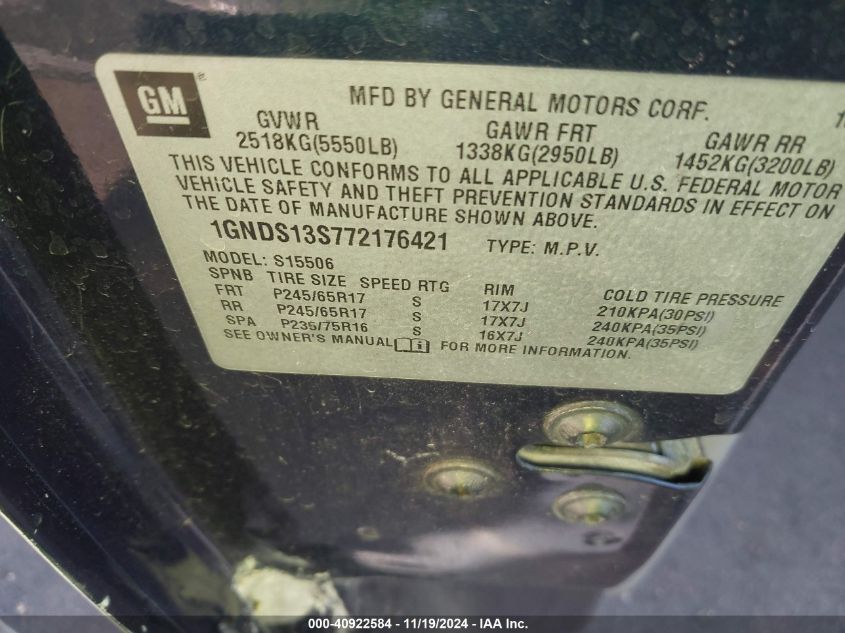 GM ®
MFD BY GENERAL MOTORS CORP.
GVWR GAWR FRT GAWR RR
2518KG(5550LB) 1338KG(2950LB) 1452KG(3200LB)
THIS VEHICLE CONFORMS TO ALL APPLICABLE U.S. FEDERAL MOTOR
VEHICLE SAFETY AND THEFT PREVENTION STANDARDS IN EFFECT ON
THE DATE OF MANUFACTURE SHOWN ABOVE.
1GNDS13S772176421 TYPE: M.P.V.
MODEL: S15506
SPNB TIRE SIZE SPEED RTG RIM COLD TIRE PRESSURE
FRT P245/65R17 S 17X7J 210KPA(30PSI)
RR P245/65R17 S 17X7J 240KPA(35PSI)
SPA P235/75R16 S 16X7J 240KPA(35PSI)
SEE OWNER'S MANUAL FOR MORE INFORMATION.
000-40922584 - 11/19/2024 - IAA Inc.